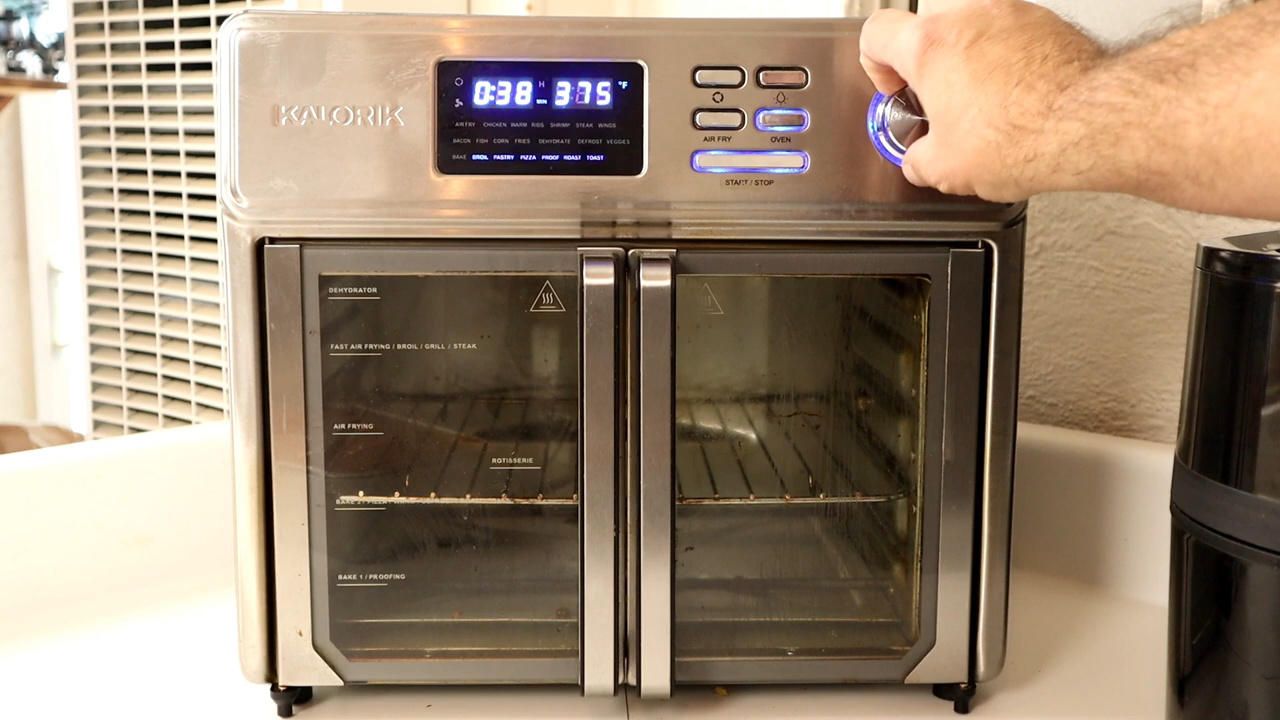 KALORIK
0:38 H MIN 375 °F
AIR FRY CHICKEN WARM RIBS SHRIMP STEAK WINGS
BACON FISH CORN FRIES DEHYDRATE DEFROST VEGGIES
BAKE BROIL PASTRY PIZZA PROOF ROAST TOAST
AIR FRY OVEN
START / STOP
DEHYDRATOR
FAST AIR FRYING / BROIL / GRILL / STEAK
AIR FRYING
ROTISSERIE
BAKE 1 / PROOFING